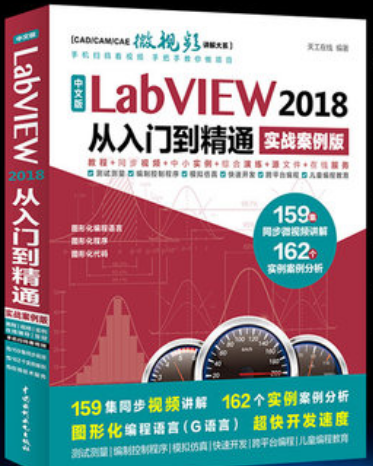 [CAD/CAM/CAE 微视频 讲解大系]
手机扫码看视频 手把手教你做项目
天工在线 编著
中文版
LabVIEW 2018
从入门到精通 实战案例版
教程+同步视频+中小实例+综合演练+源文件+在线服务
测试测量 编制控制程序 模拟仿真 快速开发 跨平台编程 儿童编程教育
159集
同步微视频讲解
162个
实例案例分析
图形化编程语言
图形化程序
图形化代码
159集同步视频讲解 162个实例案例分析
图形化编程语言(G语言) 超快开发速度
测试测量|编制控制程序|模拟仿真|快速开发|跨平台编程|儿童编程教育
中文版
LabVIEW
2018
从入门到精通
实战案例版
中国水利水电出版社